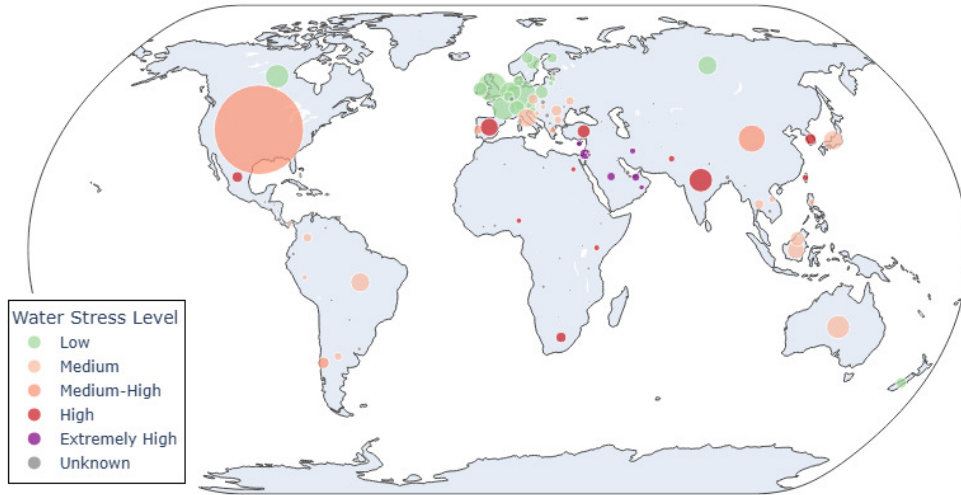 Water Stress Level
Low
Medium
Medium-High
High
Extremely High
Unknown